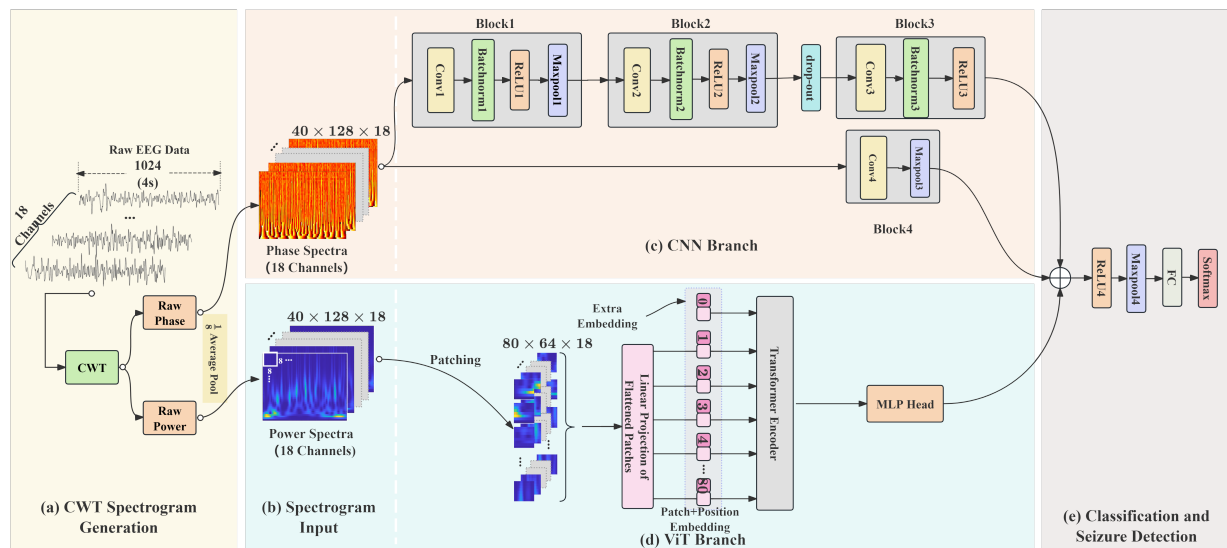 Raw EEG Data
1024
(4s)
18
Channels
...
CWT
Raw
Phase
Raw
Power
1
8
Average Pool
(a) CWT Spectrogram
Generation
40 × 128 × 18
...
Phase Spectra
(18 Channels)
40 × 128 × 18
...
8 ...
8
...
Power Spectra
(18 Channels)
(b) Spectrogram
Input
Block1
Conv1
Batchnorm1
ReLU1
Maxpool1
Block2
Conv2
Batchnorm2
ReLU2
Maxpool2
drop-out
Block3
Conv3
Batchnorm3
ReLU3
Conv4
Maxpool3
Block4
(c) CNN Branch
Patching
80 × 64 × 18
...
...
...
Linear Projection of
Flattened Patches
Extra
Embedding
0
1
2
3
4
...
80
Patch+Position
Embedding
Transformer
Encoder
MLP Head
(d) ViT Branch
ReLU4
Maxpool4
FC
Softmax
(e) Classification and
Seizure Detection